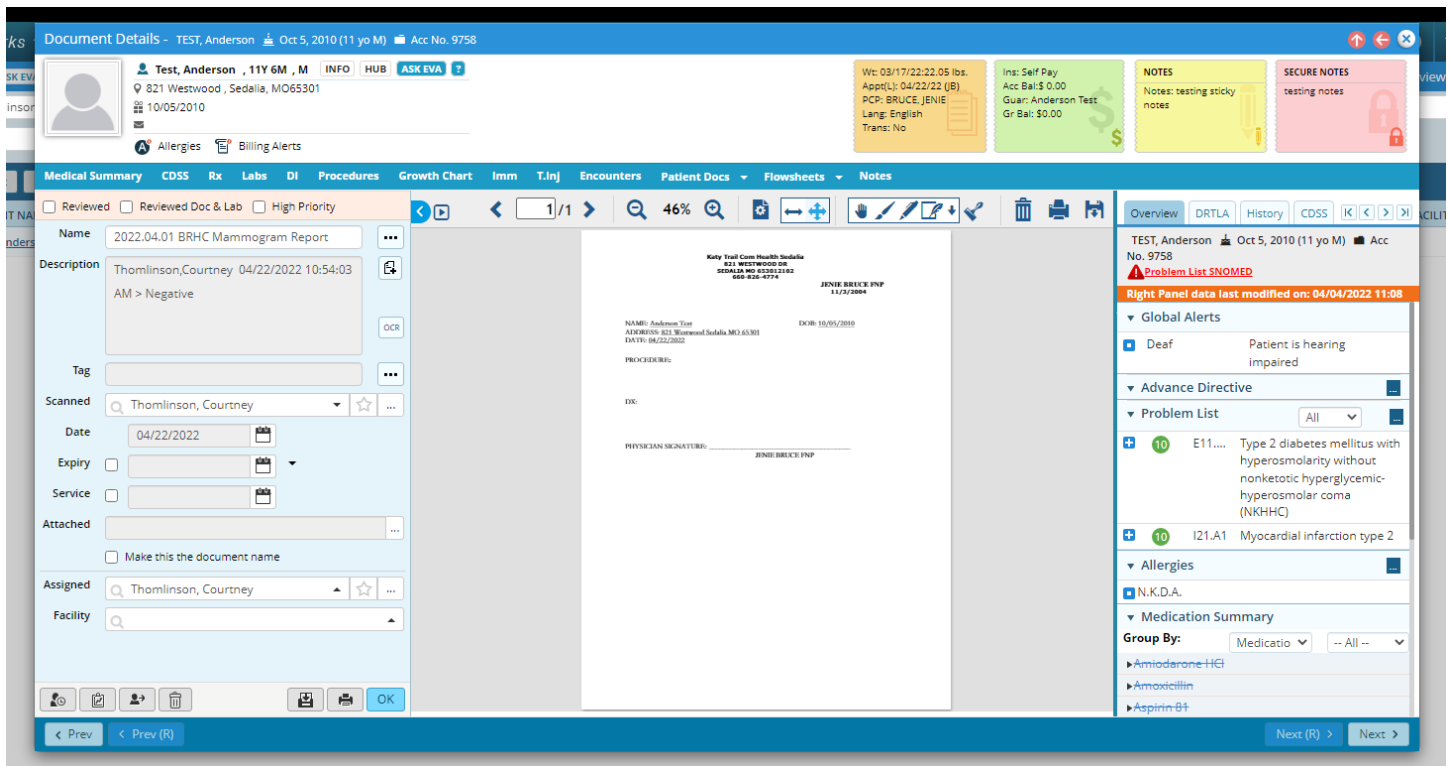 Document Details - TEST, Anderson Oct 5, 2010 (11 yo M) Acc No. 9758
Test, Anderson , 11Y 6M , M INFO HUB ASK EVA ?
821 Westwood , Sedalia, MO65301
10/05/2010
Allergies Billing Alerts
Wt: 03/17/22:22.05 lbs.
Appt(L): 04/22/22 (JB)
PCP: BRUCE, JENIE
Lang: English
Trans: No
Ins: Self Pay
Acc Bal:$ 0.00
Guar: Anderson Test
Gr Bal: $0.00
NOTES
Notes: testing sticky
notes
SECURE NOTES
testing notes
Medical Summary CDSS Rx Labs DI Procedures Growth Chart Imm T.Inj Encounters Patient Docs Flowsheets Notes
Reviewed Reviewed Doc & Lab High Priority
Name 2022.04.01 BRHC Mammogram Report ...
Description Thomlinson,Courtney 04/22/2022 10:54:03
AM > Negative
OCR
Tag ...
Scanned Thomlinson, Courtney ...
Date 04/22/2022
Expiry
Service
Attached ...
Make this the document name
Assigned Thomlinson, Courtney ...
Facility
OK
1/1 46%
Katy Trail Com Health Sedalia
821 WESTWOOD DR
SEDALIA MO 653012102
660-826-4774
JENIE BRUCE FNP
11/3/2004
NAME: Anderson Test DOB: 10/05/2010
ADDRESS: 821 Westwood Sedalia MO 65301
DATE: 04/22/2022
PROCEDURE:
DX:
PHYSICIAN SIGNATURE:
JENIE BRUCE FNP
Overview DRTLA History CDSS
TEST, Anderson Oct 5, 2010 (11 yo M) Acc
No. 9758
Problem List SNOMED
Right Panel data last modified on: 04/04/2022 11:08
Global Alerts
Deaf Patient is hearing
impaired
Advance Directive ...
Problem List All ...
10 E11.... Type 2 diabetes mellitus with
hyperosmolarity without
nonketotic hyperglycemic-
hyperosmolar coma
(NKHHC)
10 I21.A1 Myocardial infarction type 2
Allergies ...
N.K.D.A.
Medication Summary
Group By: Medicatio -- All --
Amiodarone HCl
Amoxicillin
Aspirin 81
Prev Prev (R) Next (R) Next